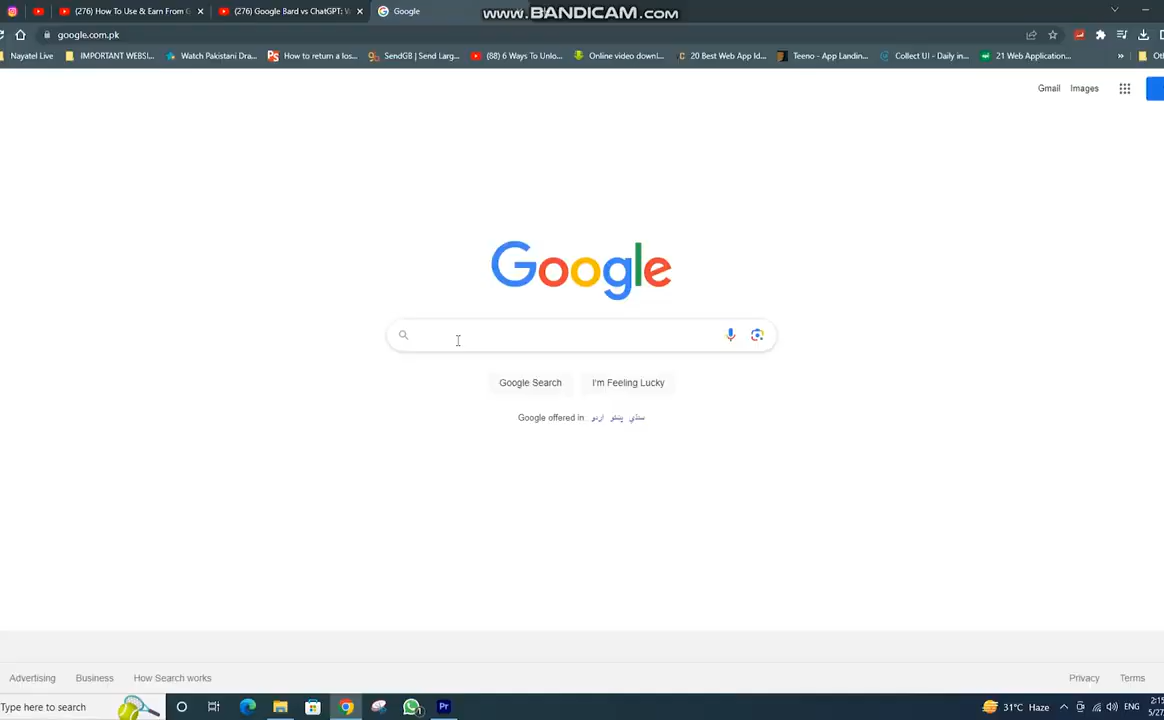 (276) How To Use & Earn From G
(276) Google Bard vs ChatGPT: V
Google
WWW.BANDICAM.COM
google.com.pk
Nayatel Live
IMPORTANT WEBSI...
Watch Pakistani Dra...
How to return a los...
SendGB | Send Larg...
(88) 6 Ways To Unlo...
Online video downl...
20 Best Web App Id...
Teeno - App Landin...
Collect UI - Daily in...
21 Web Application...
»
Gmail
Images
Google
Google Search
I'm Feeling Lucky
Google offered in:
اردو
پښتو
سنڌي
Advertising
Business
How Search works
Privacy
Terms
Type here to search
Pr
31°C Haze
ENG